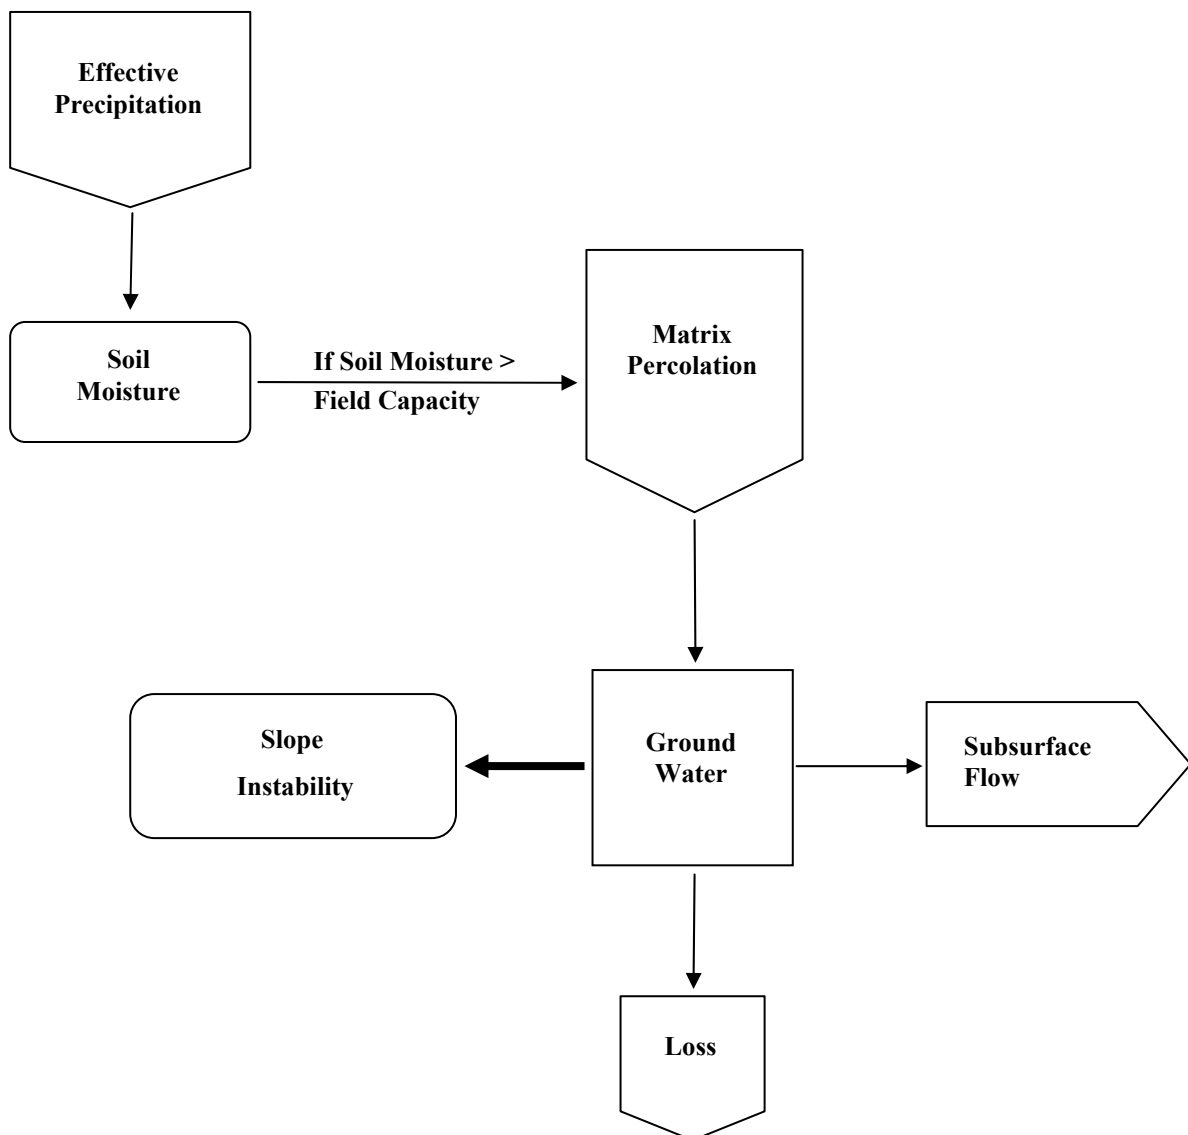 Effective
Precipitation
Soil
Moisture
If Soil Moisture >
Field Capacity
Matrix
Percolation
Slope
Instability
Ground
Water
Subsurface
Flow
Loss